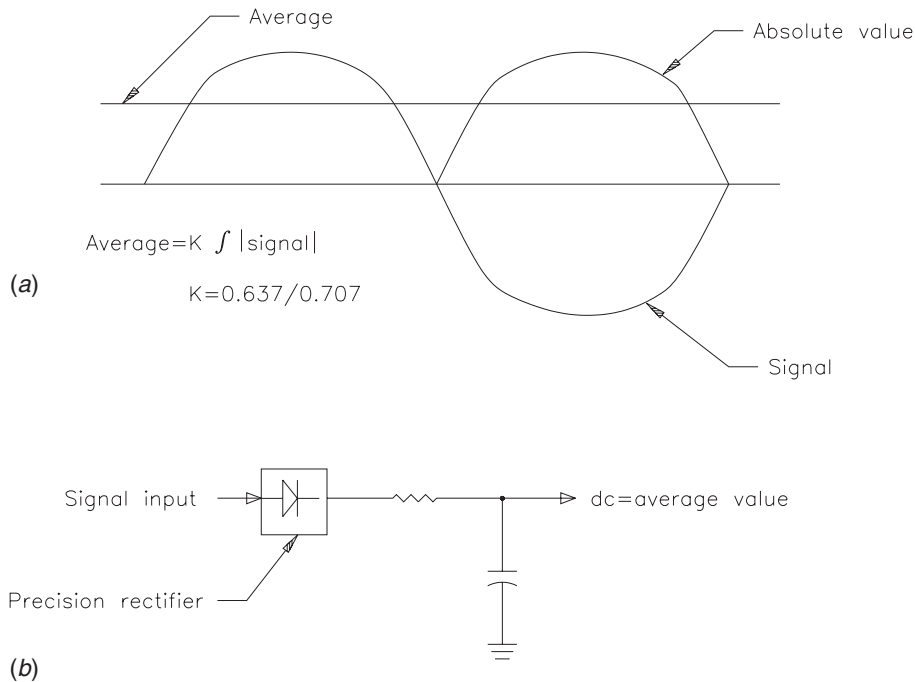 Average
Absolute value
Average=K ∫ |signal|
(a)
K=0.637/0.707
Signal
Signal input
dc=average value
Precision rectifier
(b)